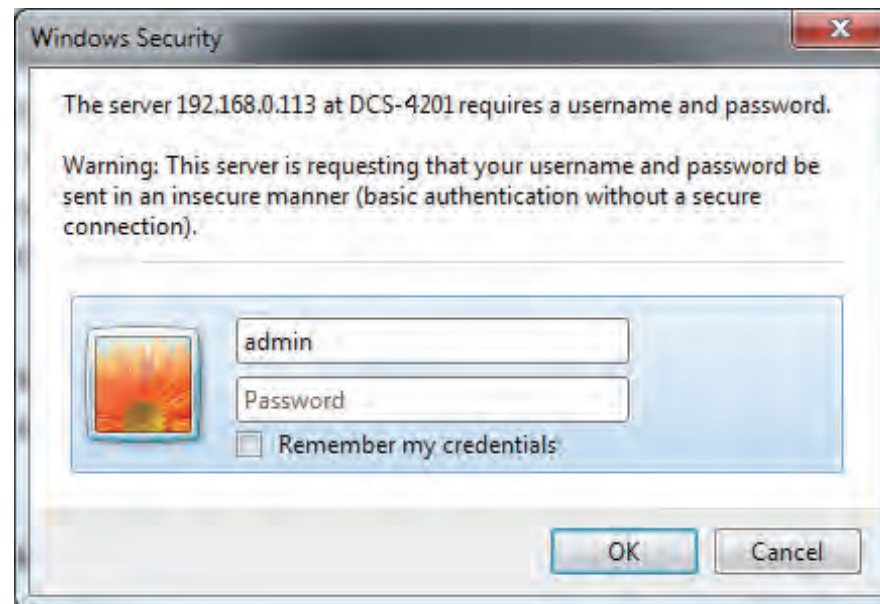 Windows Security
The server 192.168.0.113 at DCS-4201 requires a username and password.
Warning: This server is requesting that your username and password be
sent in an insecure manner (basic authentication without a secure
connection).
admin
Password
Remember my credentials
OK
Cancel